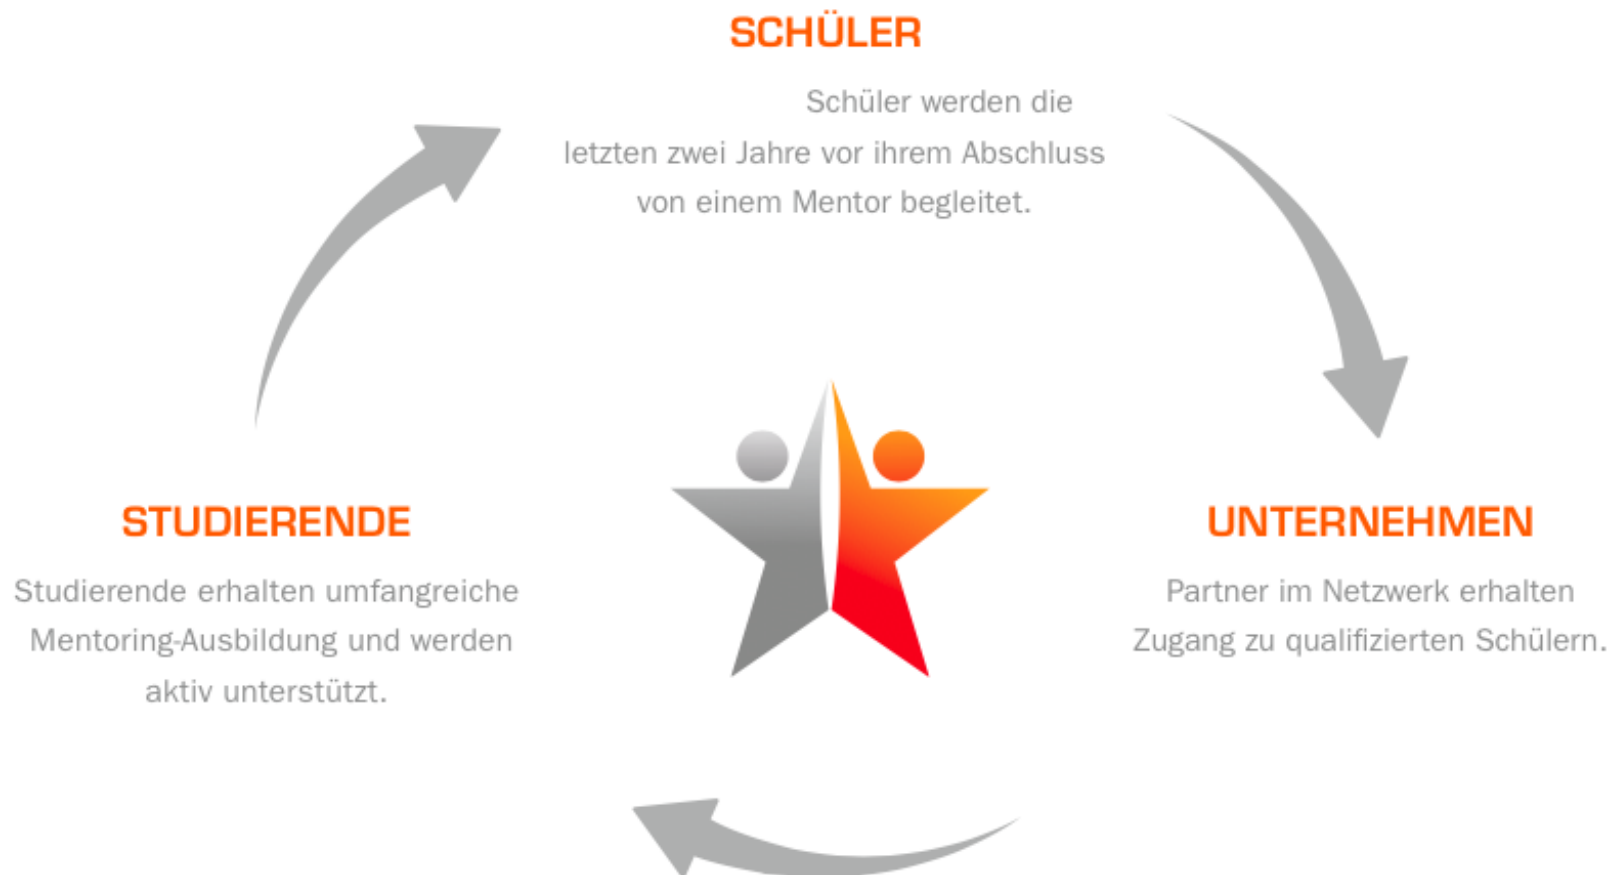 SCHÜLER
Schüler werden die
letzten zwei Jahre vor ihrem Abschluss
von einem Mentor begleitet.
STUDIERENDE
Studierende erhalten umfangreiche
Mentoring-Ausbildung und werden
aktiv unterstützt.
UNTERNEHMEN
Partner im Netzwerk erhalten
Zugang zu qualifizierten Schülern.